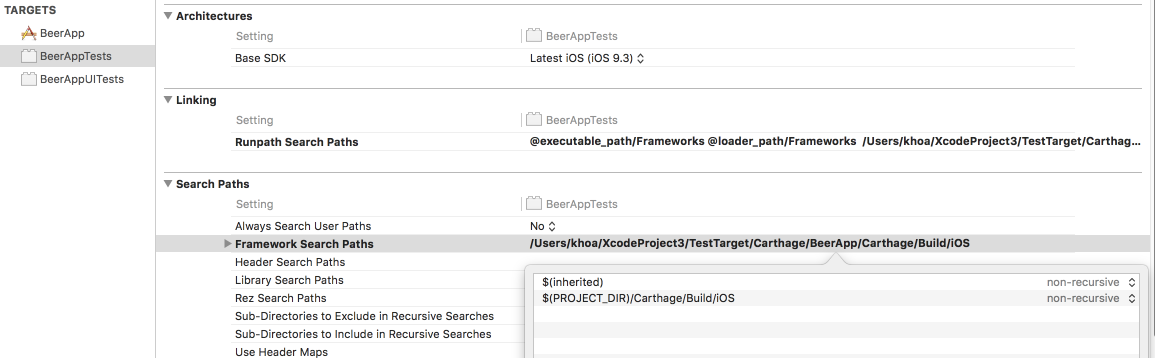 TARGETS
BeerApp
BeerAppTests
BeerAppUITests
Architectures
Setting BeerAppTests
Base SDK Latest iOS (iOS 9.3)
Linking
Setting BeerAppTests
Runpath Search Paths @executable_path/Frameworks @loader_path/Frameworks /Users/khoa/XcodeProject3/TestTarget/Carthag...
Search Paths
Setting BeerAppTests
Always Search User Paths No
Framework Search Paths /Users/khoa/XcodeProject3/TestTarget/Carthage/BeerApp/Carthage/Build/iOS
Header Search Paths
Library Search Paths
Rez Search Paths
Sub-Directories to Exclude in Recursive Searches
Sub-Directories to Include in Recursive Searches
Use Header Maps
$(inherited) non-recursive
$(PROJECT_DIR)/Carthage/Build/iOS non-recursive